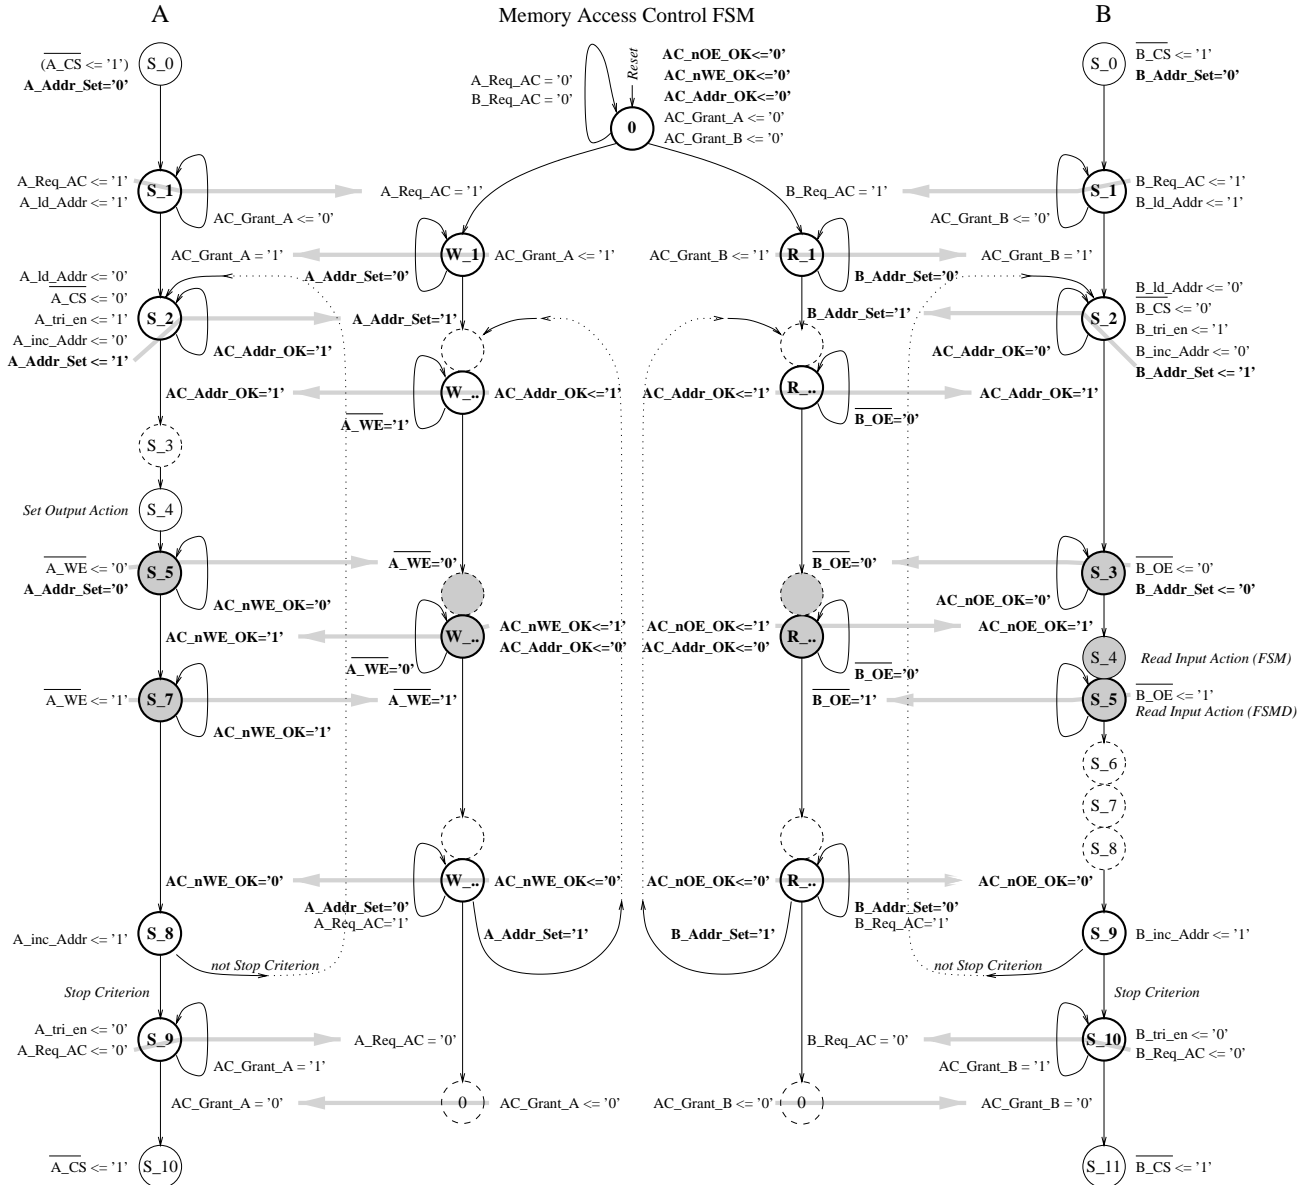 A
Memory Access Control FSM
B
A_CS <= '1')
(
A_Addr_Set='0'
S_0
A_Req_AC = '0'
B_Req_AC = '0'
Reset
0
AC_nOE_OK<='0'
AC_nWE_OK<='0'
AC_Addr_OK<='0'
AC_Grant_A <= '0'
AC_Grant_B <= '0'
S_0
B_CS <= '1'
B_Addr_Set='0'
A_Req_AC <= '1'
A_ld_Addr <= '1'
S_1
AC_Grant_A <= '0'
A_Req_AC = '1'
B_Req_AC = '1'
AC_Grant_B <= '0'
S_1
B_Req_AC <= '1'
B_ld_Addr <= '1'
AC_Grant_A = '1'
A_Addr_Set='0'
W_1
AC_Grant_A <= '1'
AC_Grant_B <= '1'
R_1
B_Addr_Set='0'
AC_Grant_B = '1'
A_ld_Addr <= '0'
A_CS <= '0'
A_tri_en <= '1'
A_inc_Addr <= '0'
A_Addr_Set <= '1'
S_2
AC_Addr_OK='1'
A_Addr_Set='1'
B_Addr_Set='1'
AC_Addr_OK='0'
S_2
B_ld_Addr <= '0'
B_CS <= '0'
B_tri_en <= '1'
B_inc_Addr <= '0'
B_Addr_Set <= '1'
AC_Addr_OK='1'
A_WE='1'
W_..
AC_Addr_OK<='1'
AC_Addr_OK<='1'
R_..
B_OE='0'
AC_Addr_OK='1'
S_3
Set Output Action
S_4
A_WE <= '0'
A_Addr_Set='0'
S_5
AC_nWE_OK='0'
A_WE='0'
B_OE='0'
AC_nOE_OK='0'
S_3
B_OE <= '0'
B_Addr_Set <= '0'
AC_nWE_OK='1'
A_WE='0'
W_..
AC_nWE_OK<='1'
AC_Addr_OK<='0'
AC_nOE_OK<='1'
AC_Addr_OK<='0'
R_..
B_OE='0'
AC_nOE_OK='1'
S_4
Read Input Action (FSM)
A_WE <= '1'
S_7
AC_nWE_OK='1'
A_WE='1'
B_OE='1'
S_5
B_OE <= '1'
Read Input Action (FSMD)
S_6
S_7
S_8
AC_nWE_OK='0'
A_Addr_Set='0'
A_Req_AC='1'
W_..
AC_nWE_OK<='0'
A_Addr_Set='1'
AC_nOE_OK<='0'
B_Addr_Set='1'
R_..
B_Addr_Set='0'
B_Req_AC='1'
AC_nOE_OK='0'
A_inc_Addr <= '1'
S_8
not Stop Criterion
not Stop Criterion
S_9
B_inc_Addr <= '1'
Stop Criterion
Stop Criterion
A_tri_en <= '0'
A_Req_AC <= '0'
S_9
AC_Grant_A = '1'
A_Req_AC = '0'
B_Req_AC = '0'
AC_Grant_B = '1'
S_10
B_tri_en <= '0'
B_Req_AC <= '0'
AC_Grant_A = '0'
0
AC_Grant_A <= '0'
AC_Grant_B <= '0'
0
AC_Grant_B = '0'
A_CS <= '1'
S_10
S_11
B_CS <= '1'